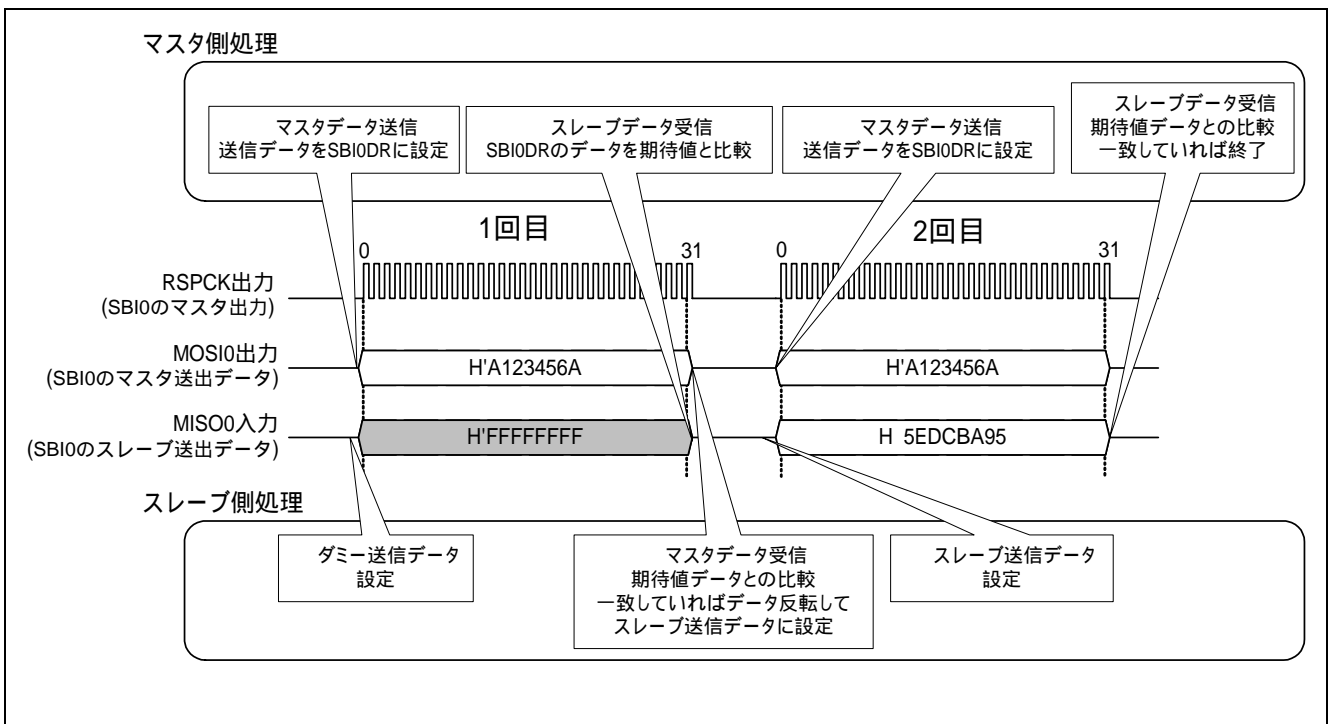 マスタ側処理
マスタデータ送信
送信データをSBI0DRに設定
スレーブデータ受信
SBI0DRのデータを期待値と比較
マスタデータ送信
送信データをSBI0DRに設定
スレーブデータ受信
期待値データとの比較
一致していれば終了
1回目
2回目
0
31
0
31
RSPCK出力
(SBI0のマスタ出力)
MOSI0出力
(SBI0のマスタ送出データ)
H'A123456A
H'A123456A
MISO0入力
(SBI0のスレーブ送出データ)
H'FFFFFFFF
H 5EDCBA95
スレーブ側処理
ダミー送信データ
設定
マスタデータ受信
期待値データとの比較
一致していればデータ反転して
スレーブ送信データに設定
スレーブ送信データ
設定